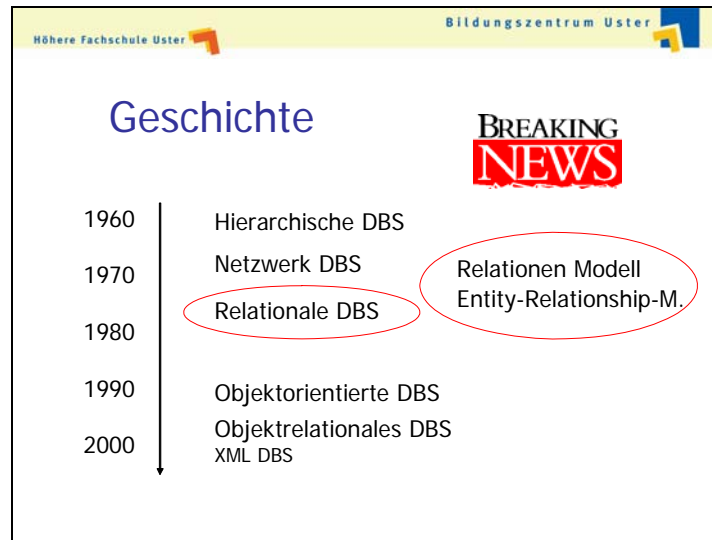 Höhere Fachschule Uster
Bildungszentrum Uster
Geschichte
BREAKING
NEWS
1960
Hierarchische DBS
1970
Netzwerk DBS
Relationen Modell
Entity-Relationship-M.
Relationale DBS
1980
1990
Objektorientierte DBS
Objektrelationales DBS
2000
XML DBS